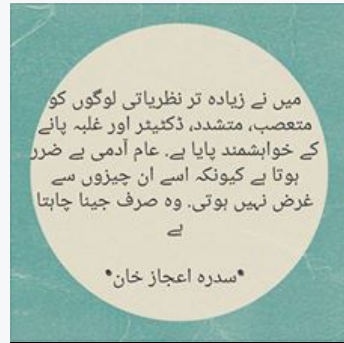 میں نے زیادہ تر نظریاتی لوگوں کو
متعصب، متشدد، ڈکٹیٹر اور غلبہ پانے
کے خواہشمند پایا ہے. عام آدمی بے ضرر
ہوتا ہے کیونکہ اسے ان چیزوں سے
غرض نہیں ہوتی. وہ صرف جینا چاہتا
ہے
*سدرہ اعجاز خان*